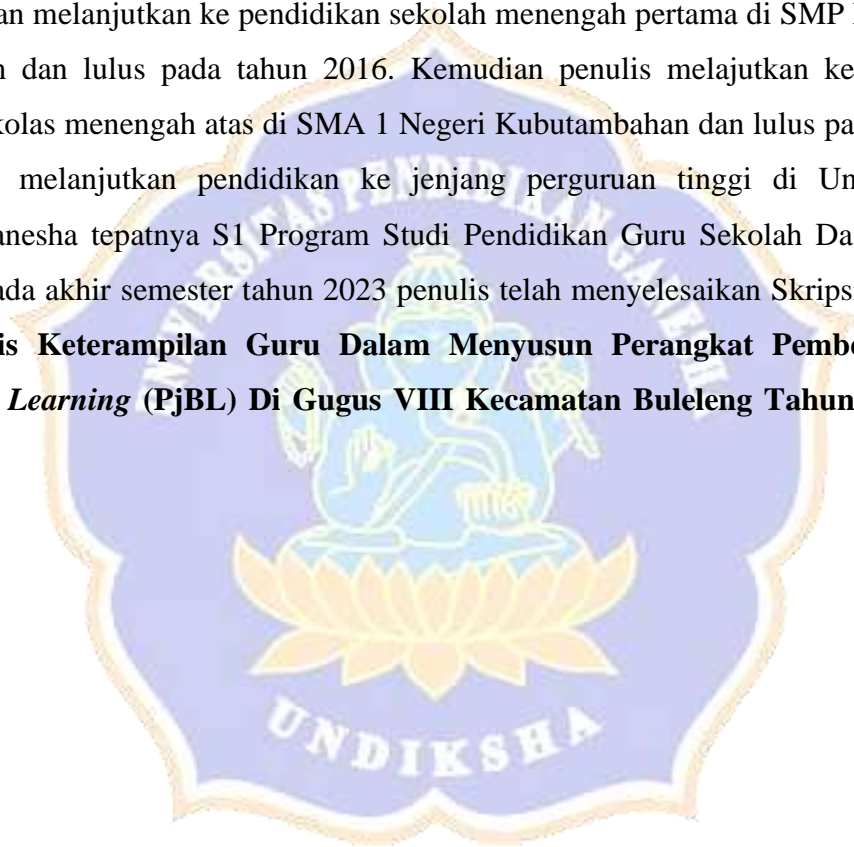 an melanjutkan ke pendidikan sekolah menengah pertama di SMP
dan lulus pada tahun 2016. Kemudian penulis melajutkan ke
kolas menengah atas di SMA 1 Negeri Kubutambahan dan lulus pa
melanjutkan pendidikan ke jenjang perguruan tinggi di Un
anesha tepatnya S1 Program Studi Pendidikan Guru Sekolah Da
ada akhir semester tahun 2023 penulis telah menyelesaikan Skrips
is Keterampilan Guru Dalam Menyusun Perangkat Pemb
Learning (PjBL) Di Gugus VIII Kecamatan Buleleng Tahun
UNIVERSITAS PENDIDIKAN GANESHA
UNDIKSHA